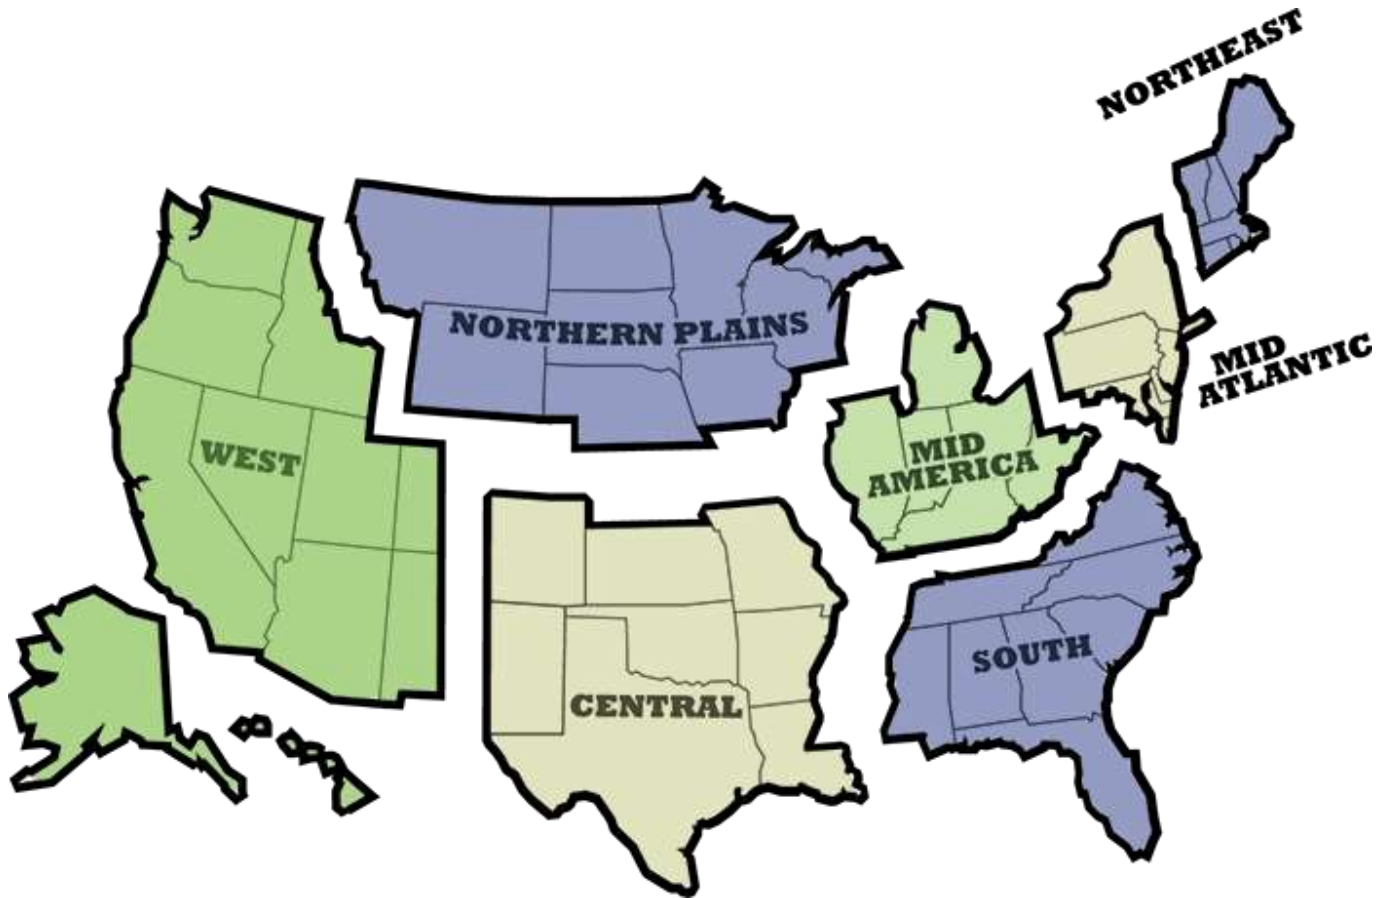 NORTHEAST
NORTHERN PLAINS
MID
ATLANTIC
WEST
MID
AMERICA
SOUTH
CENTRAL